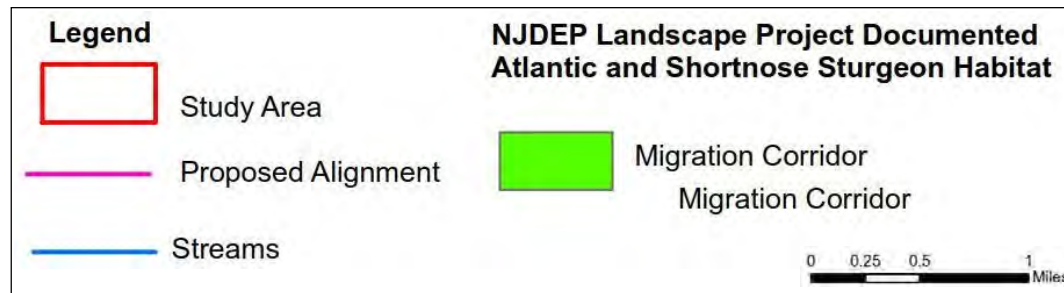 Legend
Study Area
Proposed Alignment
Streams
NJDEP Landscape Project Documented
Atlantic and Shortnose Sturgeon Habitat
Migration Corridor
Migration Corridor
0 0.25 0.5 1
Miles